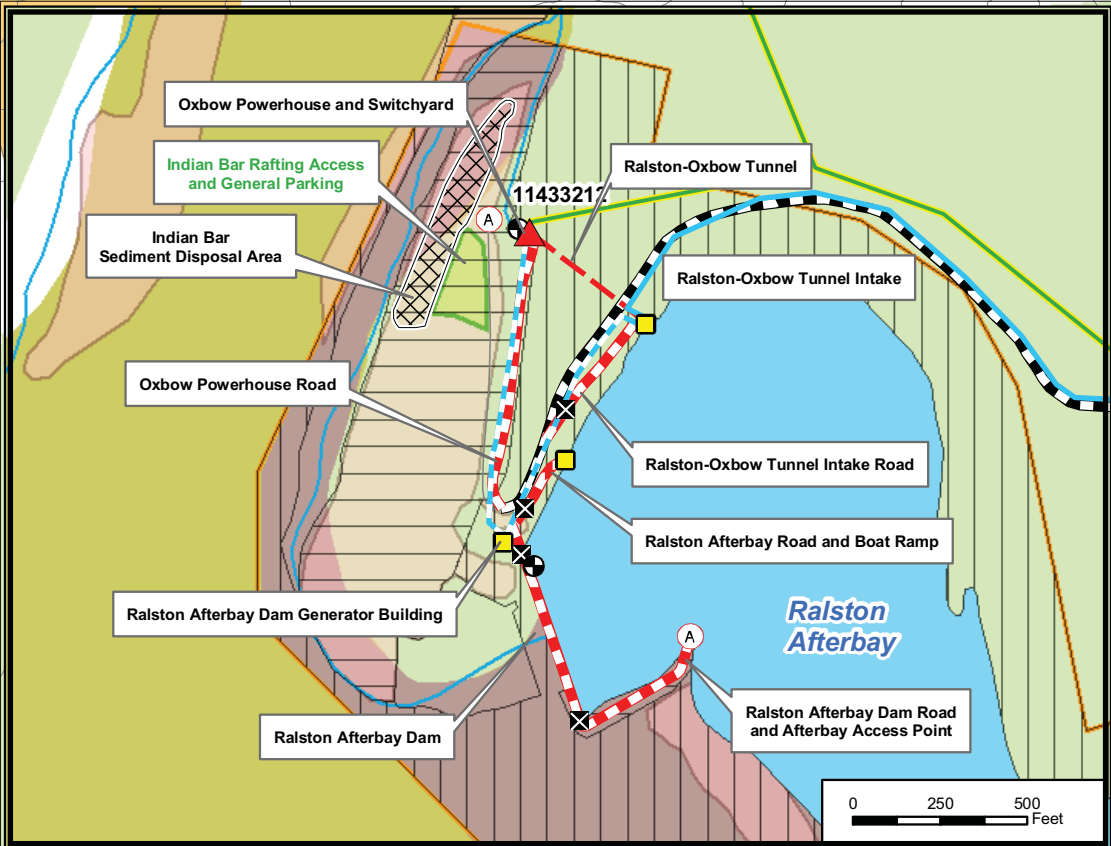 Oxbow Powerhouse and Switchyard
Indian Bar Rafting Access
and General Parking
Ralston-Oxbow Tunnel
11433212
A
Indian Bar
Sediment Disposal Area
Ralston-Oxbow Tunnel Intake
Oxbow Powerhouse Road
Ralston-Oxbow Tunnel Intake Road
Ralston Afterbay Road and Boat Ramp
Ralston Afterbay Dam Generator Building
Ralston
Afterbay
A
Ralston Afterbay Dam Road
and Afterbay Access Point
Ralston Afterbay Dam
0 250 500
Feet